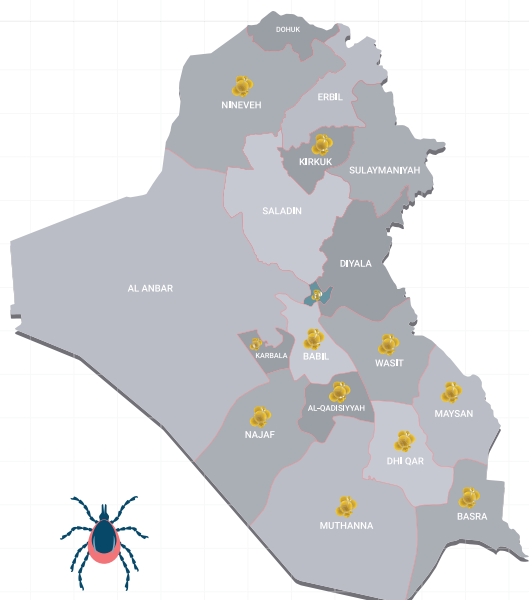 DOHUK
NINEVEH
ERBIL
KIRKUK
SULAYMANIYAH
SALADIN
DIYALA
AL ANBAR
KARBALA
BABIL
WASIT
AL-QADISIYYAH
MAYSAN
NAJAF
DHI QAR
MUTHANNA
BASRA